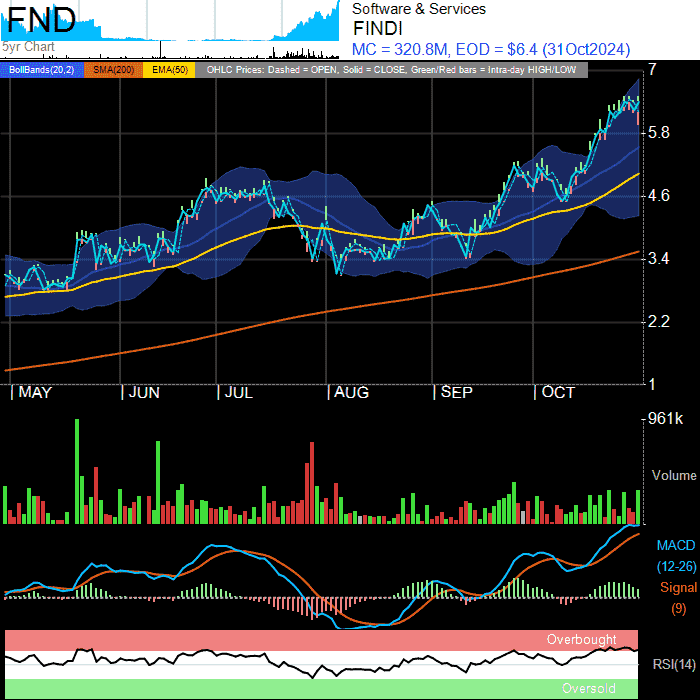 FND
5yr Chart
Software & Services
FINDI
MC = 320.8M, EOD = $6.4 (31Oct2024)
BollBands(20,2) SMA(200) EMA(50) OHLC Prices: Dashed = OPEN, Solid = CLOSE, Green/Red bars = Intra-day HIGH/LOW
7
5.8
4.6
3.4
2.2
1
MAY JUN JUL AUG SEP OCT
961k
Volume
MACD
(12-26)
Signal
(9)
Overbought
RSI(14)
Oversold